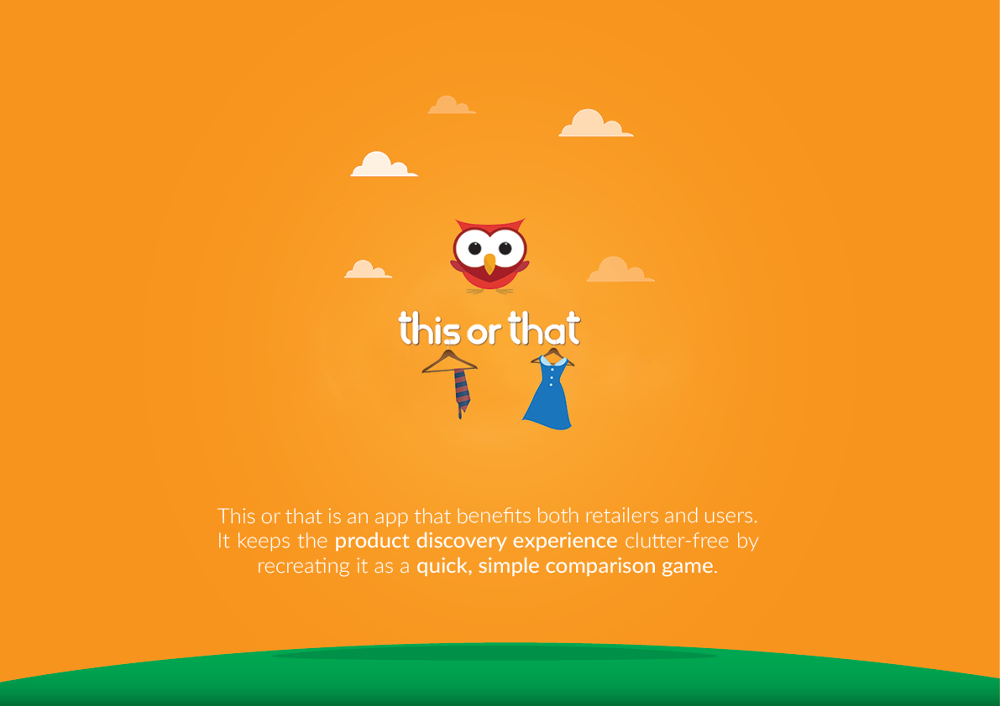 this or that
This or that is an app that benefits both retailers and users.
It keeps the product discovery experience clutter-free by
recreating it as a quick, simple comparison game.